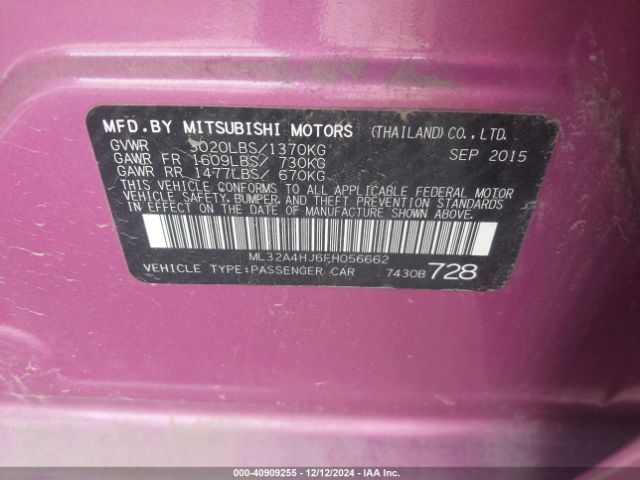 MFD.BY MITSUBISHI MOTORS (THAILAND)CO.,LTD.
GVWR 3020LBS/1370KG SEP 2015
GAWR FR 1609LBS/ 730KG
GAWR RR 1477LBS/ 670KG
THIS VEHICLE CONFORMS TO ALL APPLICABLE FEDERAL MOTOR
VEHICLE SAFETY, BUMPER, AND THEFT PREVENTION STANDARDS
IN EFFECT ON THE DATE OF MANUFACTURE SHOWN ABOVE.
ML32A4HJ6FH056662
VEHICLE TYPE:PASSENGER CAR 7430B 728
000-40909255 - 12/12/2024 - IAA Inc.